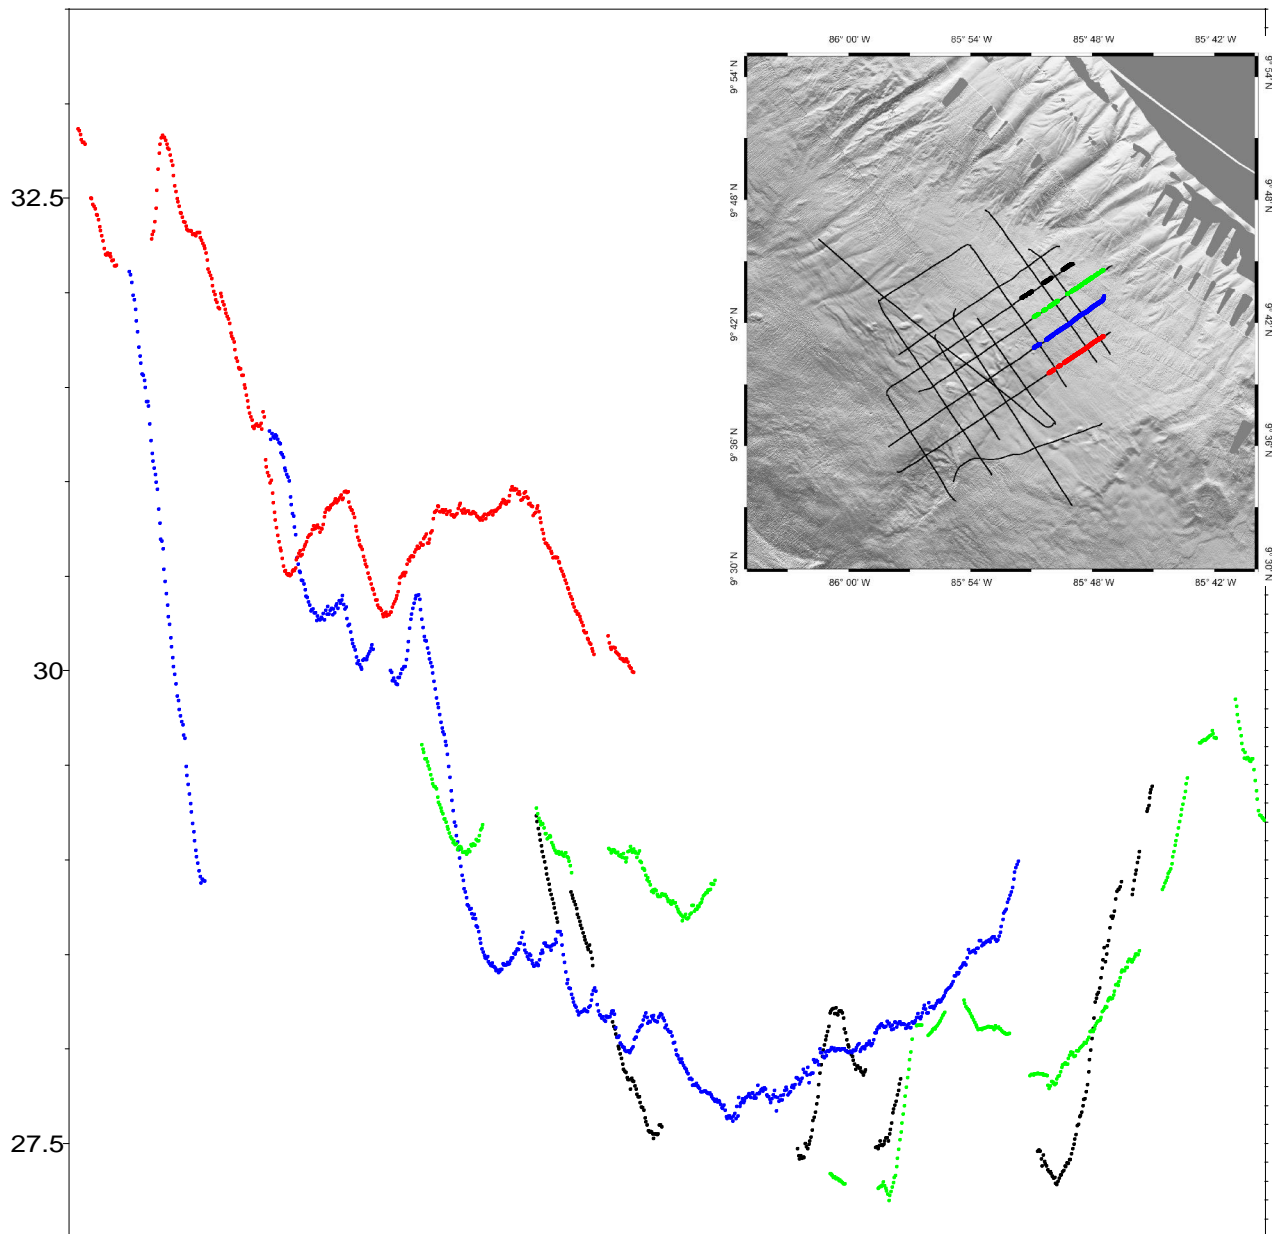 86° 00' W 85° 54' W 85° 48' W 85° 42' W
9° 54' N 9° 54' N
9° 48' N 9° 48' N
9° 42' N 9° 42' N
9° 36' N 9° 36' N
9° 30' N 9° 30' N
86° 00' W 85° 54' W 85° 48' W 85° 42' W
32.5
30
27.5